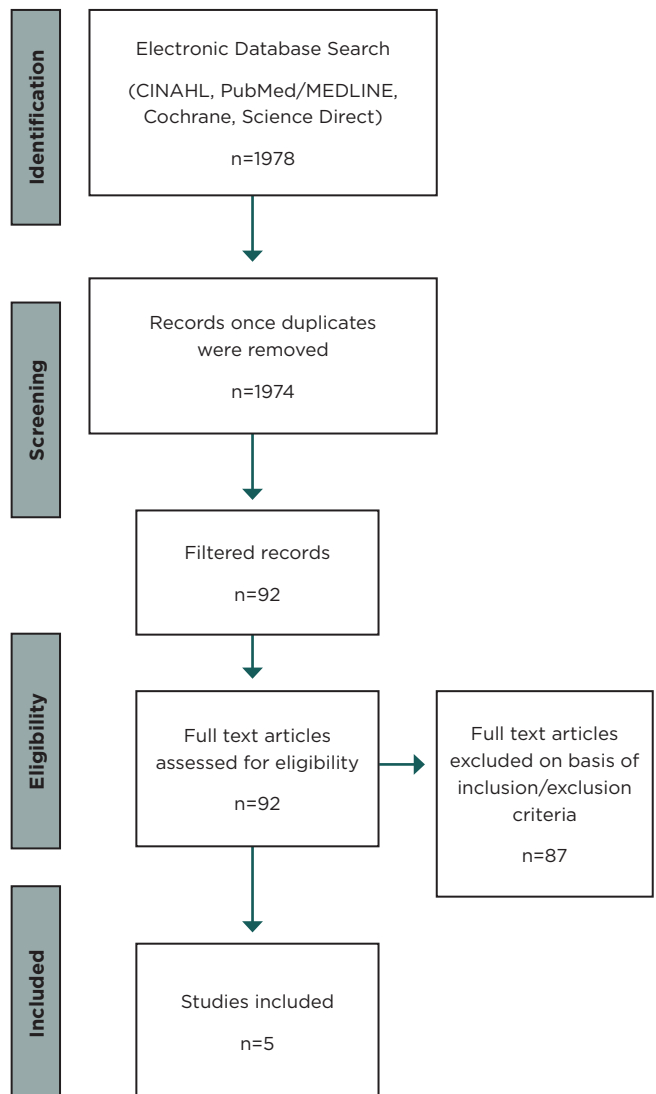 Identification
Electronic Database Search
(CINAHL, PubMed/MEDLINE,
Cochrane, Science Direct)
n=1978
Screening
Records once duplicates
were removed
n=1974
Filtered records
n=92
Eligibility
Full text articles
assessed for eligibility
n=92
Full text articles
excluded on basis of
inclusion/exclusion
criteria
n=87
Included
Studies included
n=5